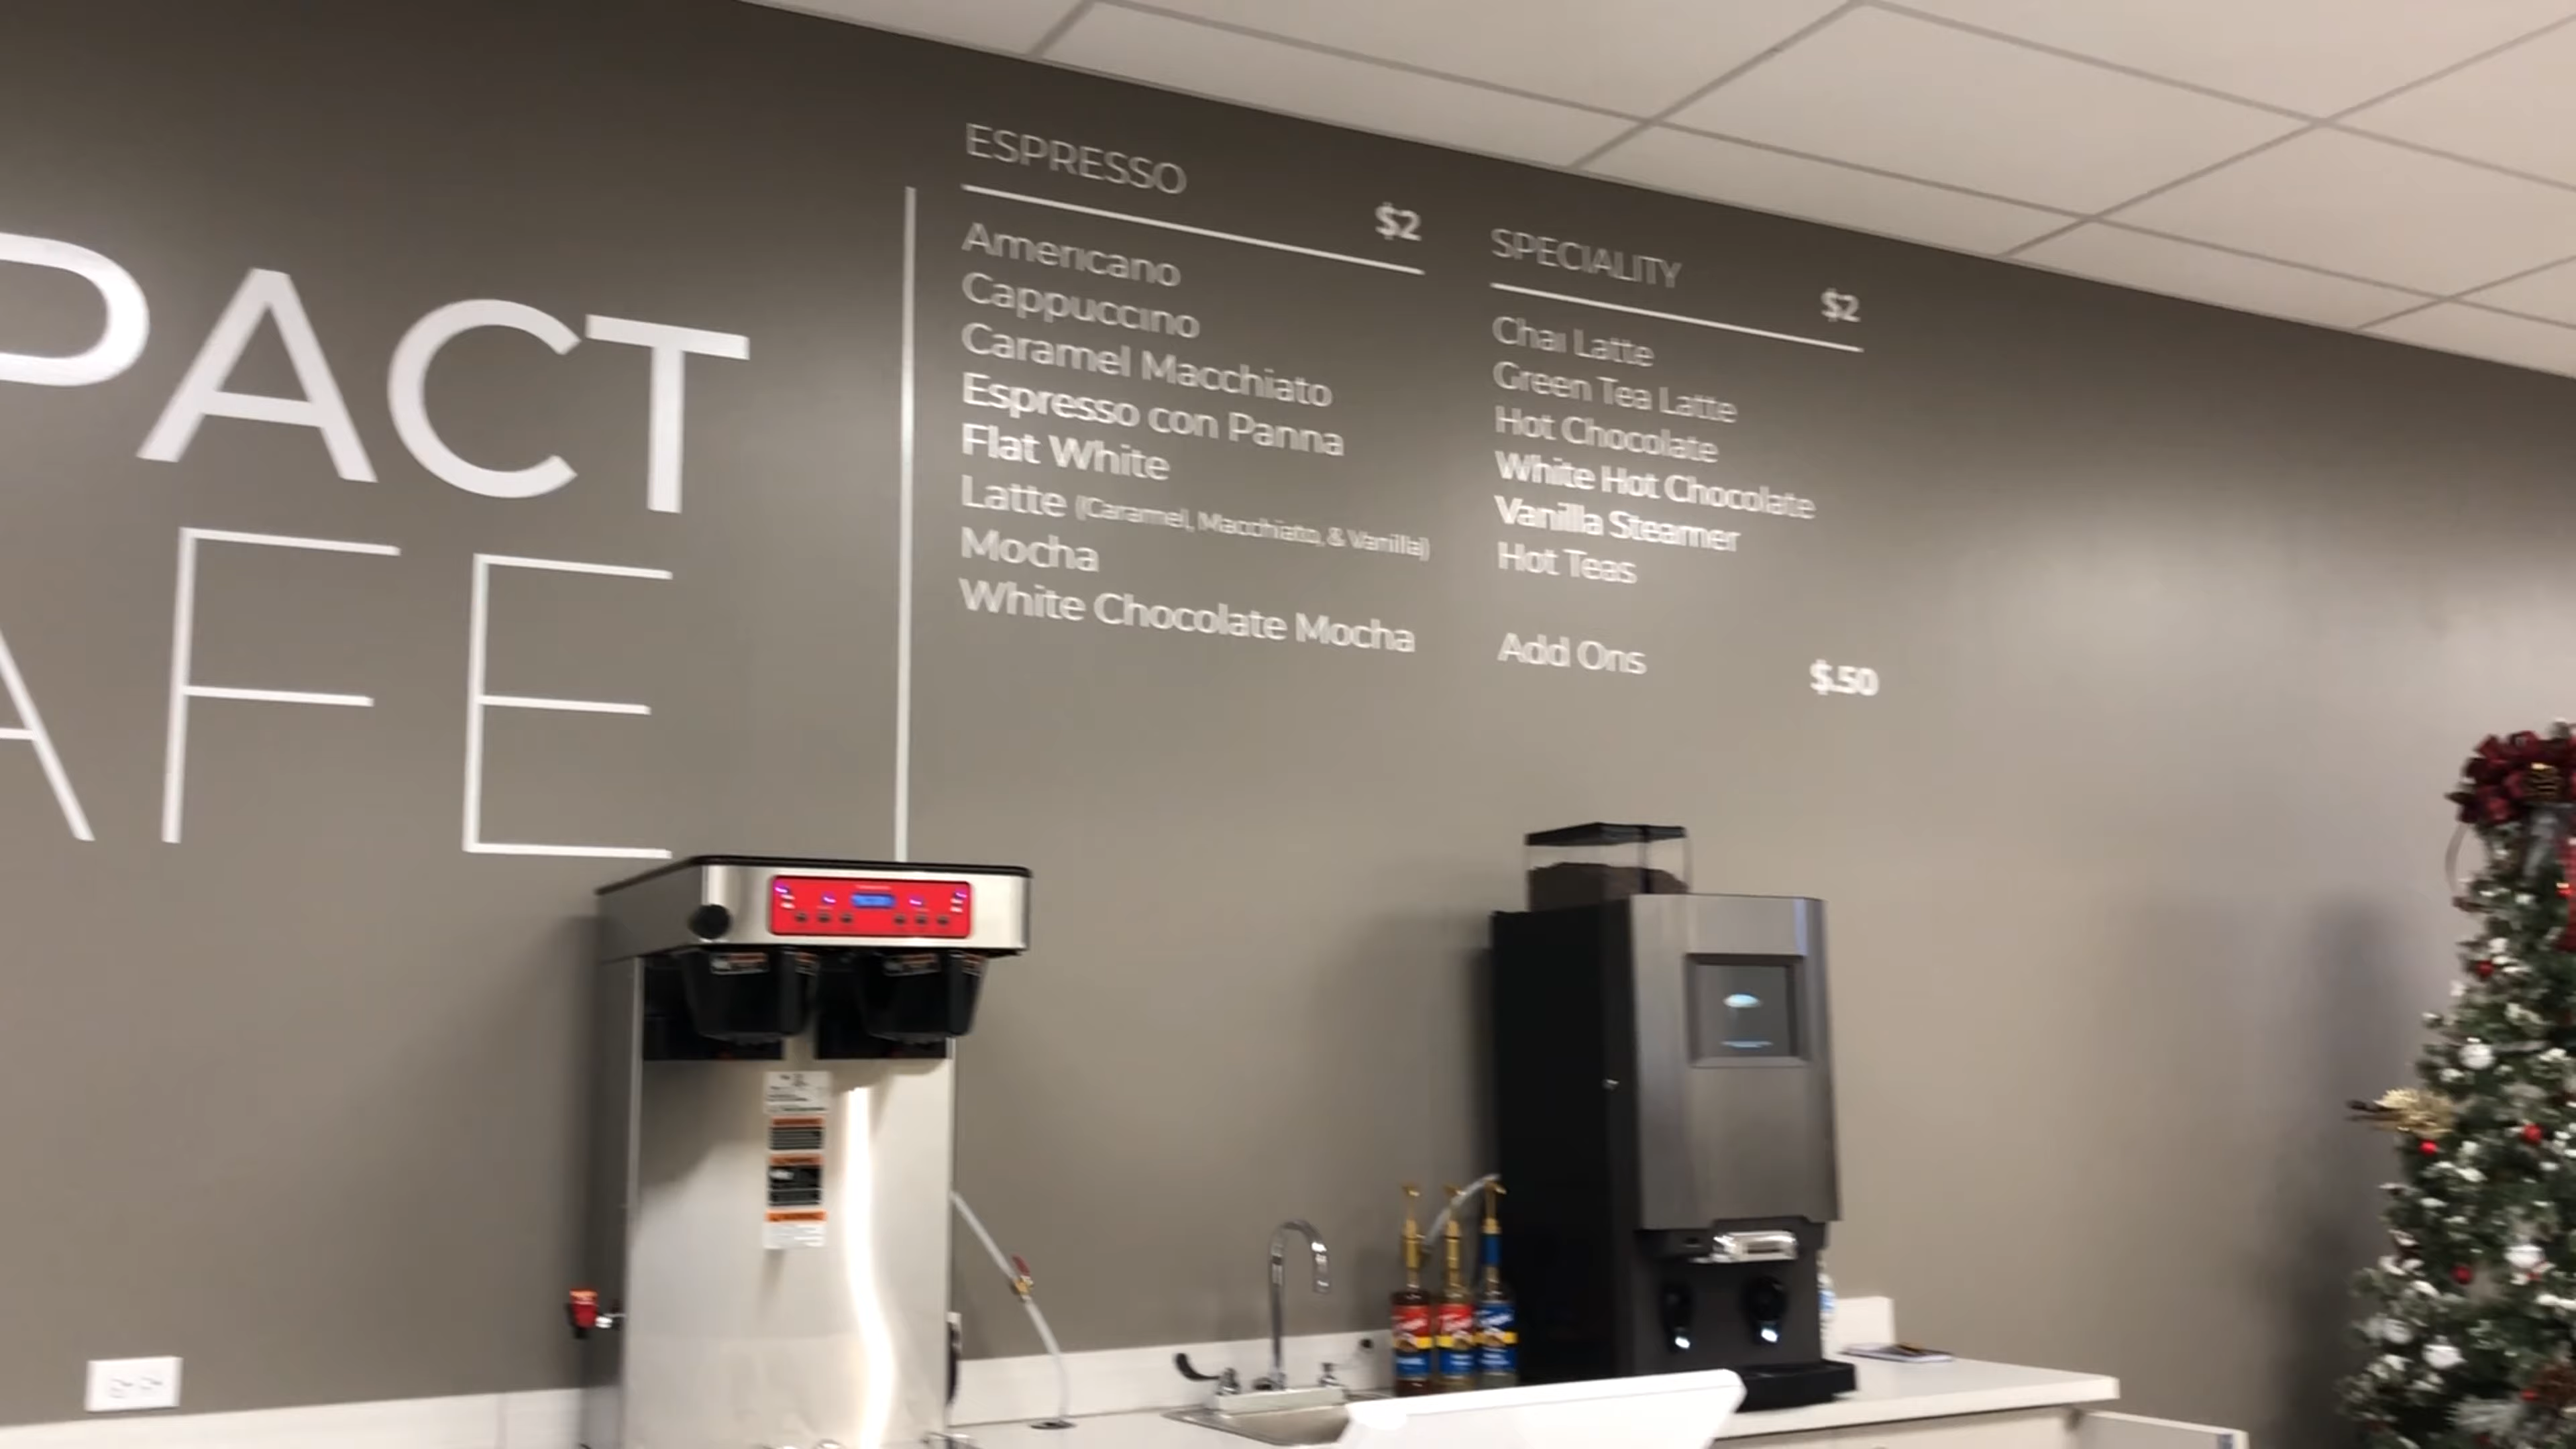 PACT
AFE
ESPRESSO
$2
Americano
Cappuccino
Caramel Macchiato
Espresso con Panna
Flat White
Latte (Caramel, Macchiato, & Vanilla)
Mocha
White Chocolate Mocha
SPECIALITY
$2
Chai Latte
Green Tea Latte
Hot Chocolate
White Hot Chocolate
Vanilla Steamer
Hot Teas
Add Ons $.50